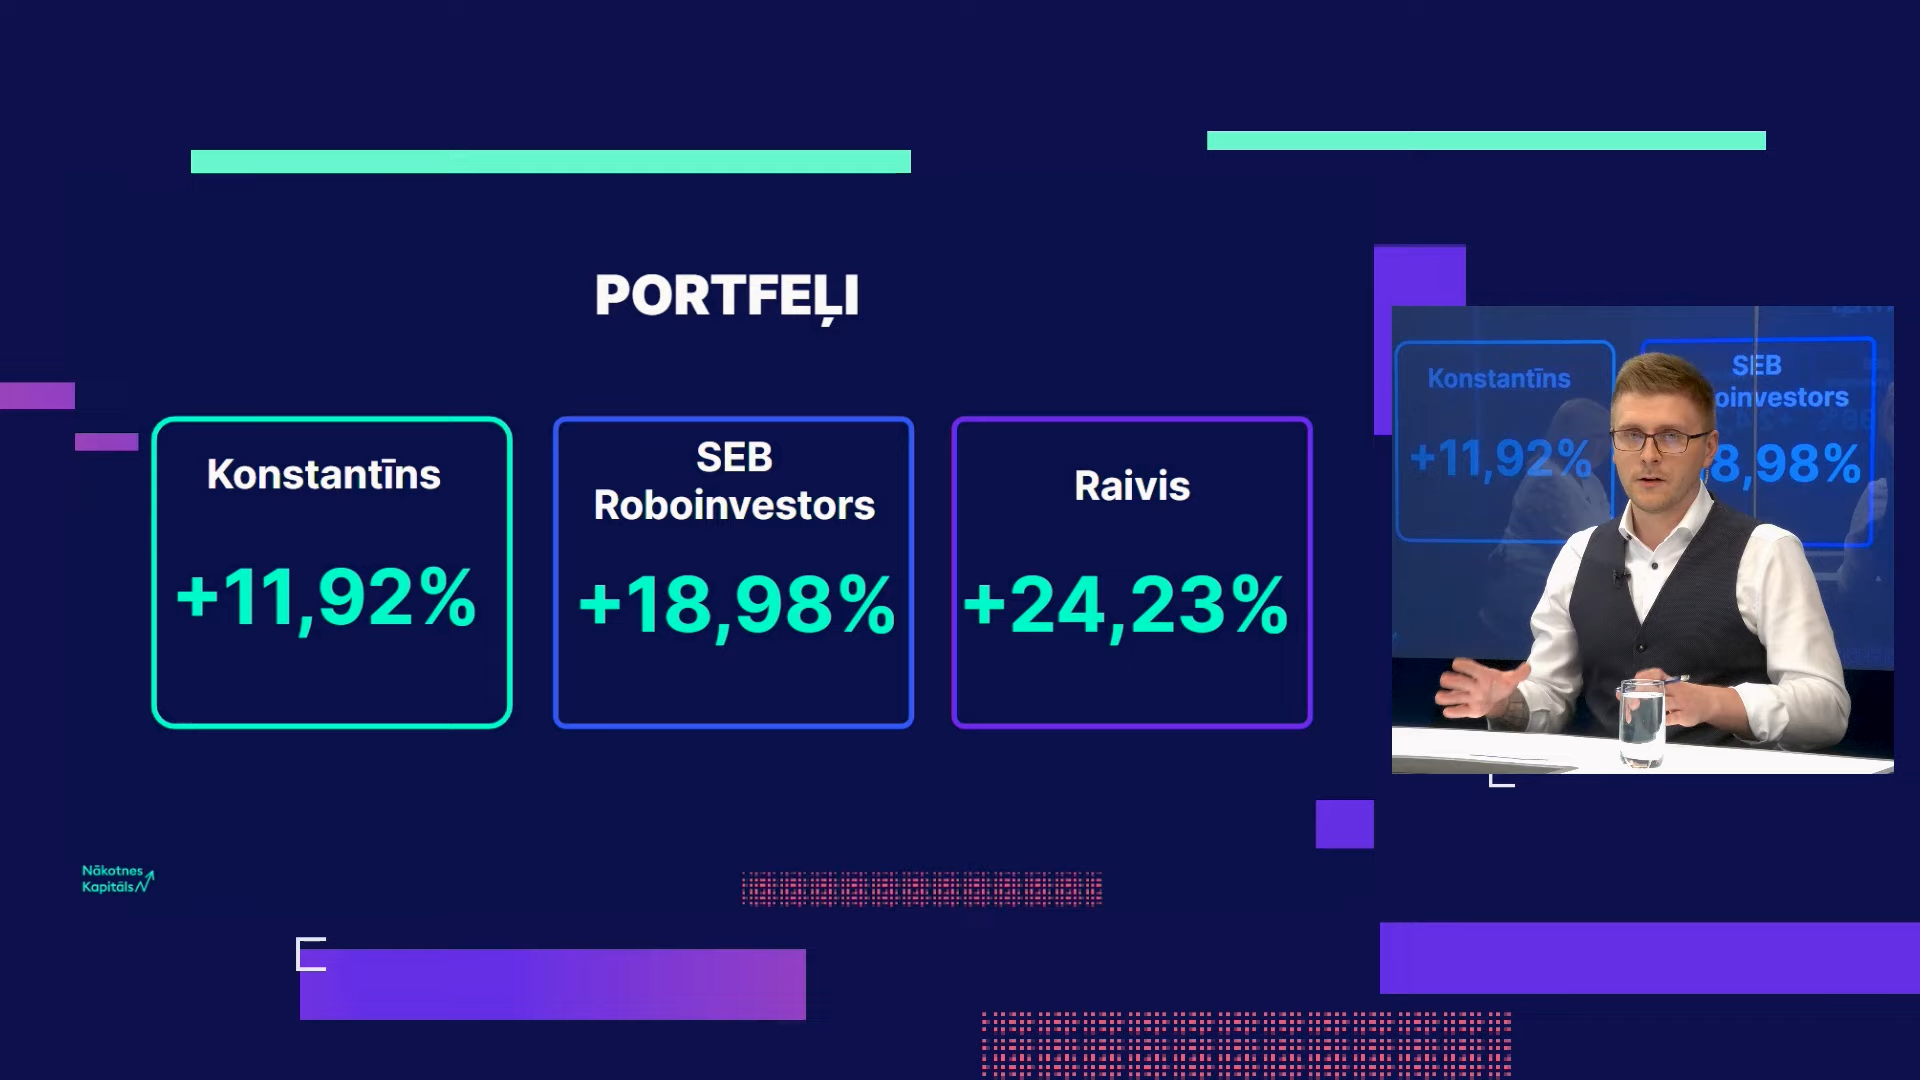 PORTFEĻI
Konstantīns
+11,92%
SEB
Roboinvestors
+18,98%
Raivis
+24,23%
Konstantīns
+11,92%
SEB
oinvestors
8,98%
Nākotnes
Kapitāls